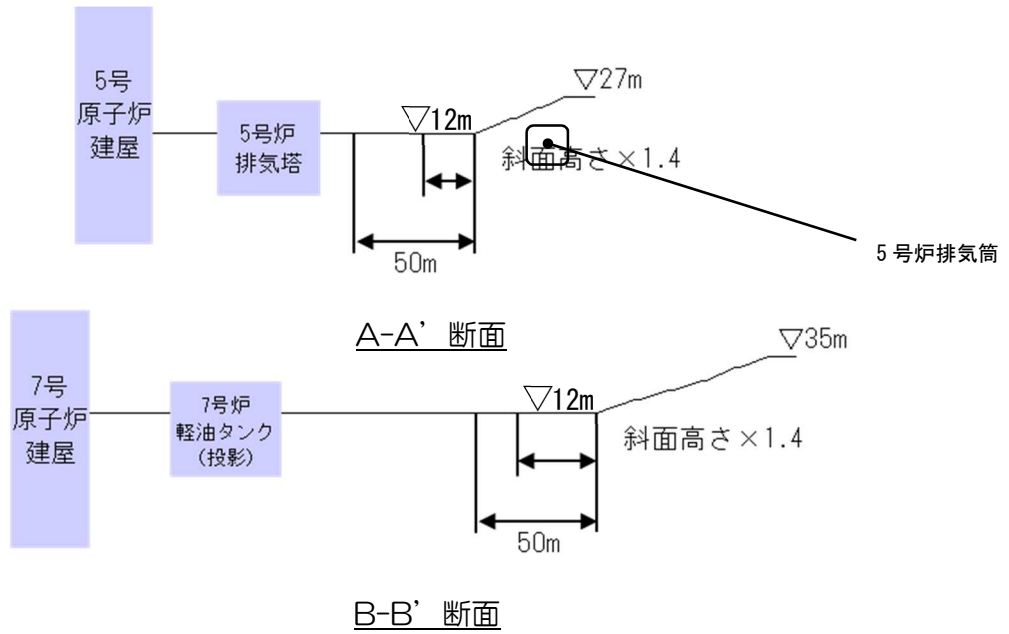 5号
原子炉
建屋
5号炉
排気塔
▽12m
▽27m
斜面高さ×1.4
50m
5号炉排気筒
A-A’断面
7号
原子炉
建屋
7号炉
軽油タンク
(投影)
▽12m
▽35m
斜面高さ×1.4
50m
B-B’断面